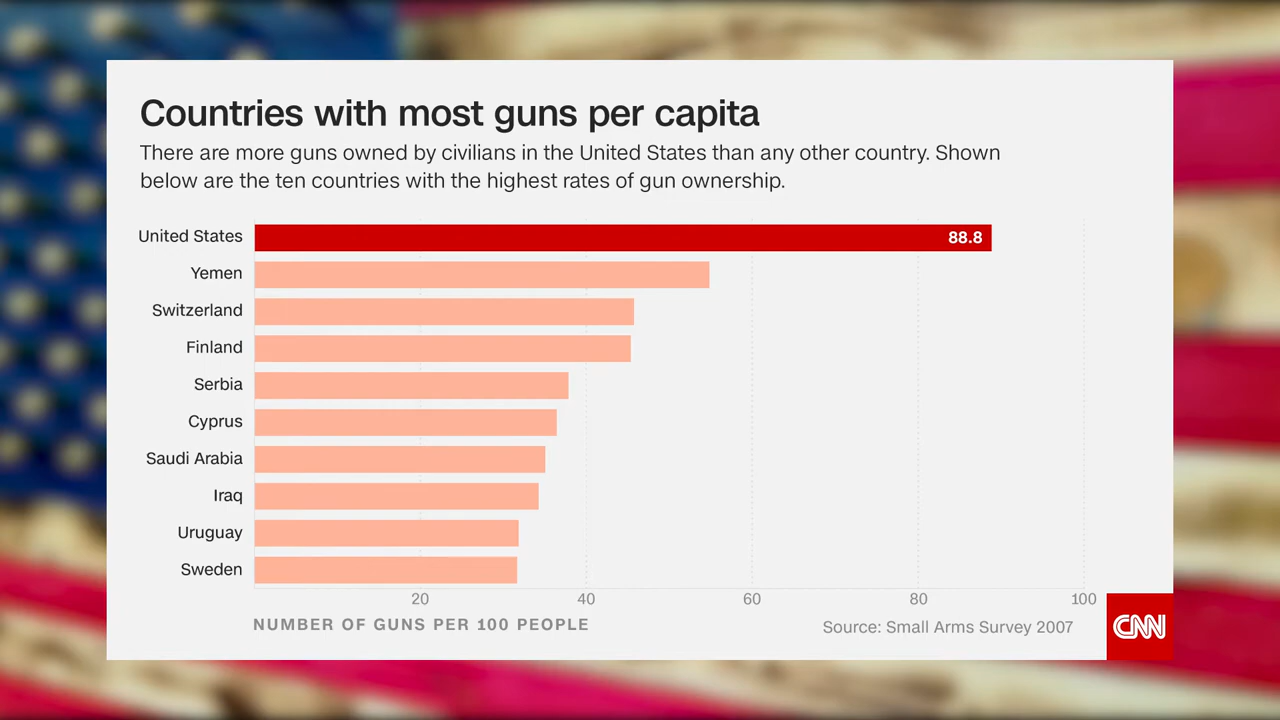 Countries with most guns per capita
There are more guns owned by civilians in the United States than any other country. Shown
below are the ten countries with the highest rates of gun ownership.
United States 88.8
Yemen
Switzerland
Finland
Serbia
Cyprus
Saudi Arabia
Iraq
Uruguay
Sweden
20 40 60 80 100
NUMBER OF GUNS PER 100 PEOPLE
Source: Small Arms Survey 2007
CNN